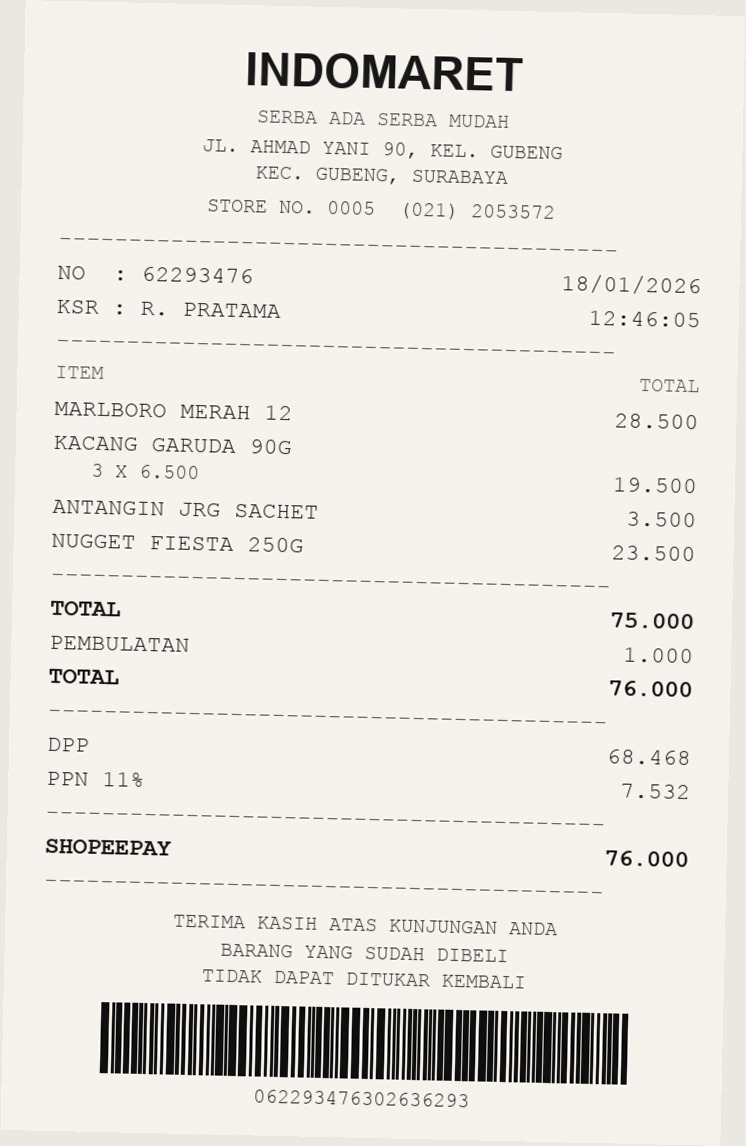 INDOMARET
SERBA ADA SERBA MUDAH
JL. AHMAD YANI 90, KEL. GUBENG
KEC. GUBENG, SURABAYA
STORE NO. 0005 (021) 2053572
NO : 62293476 18/01/2026
KSR : R. PRATAMA 12:46:05
ITEM TOTAL
MARLBORO MERAH 12 28.500
KACANG GARUDA 90G
3 X 6.500 19.500
ANTANGIN JRG SACHET 3.500
NUGGET FIESTA 250G 23.500
TOTAL 75.000
PEMBULATAN 1.000
TOTAL 76.000
DPP 68.468
PPN 11% 7.532
SHOPEEPAY 76.000
TERIMA KASIH ATAS KUNJUNGAN ANDA
BARANG YANG SUDAH DIBELI
TIDAK DAPAT DITUKAR KEMBALI
062293476302636293